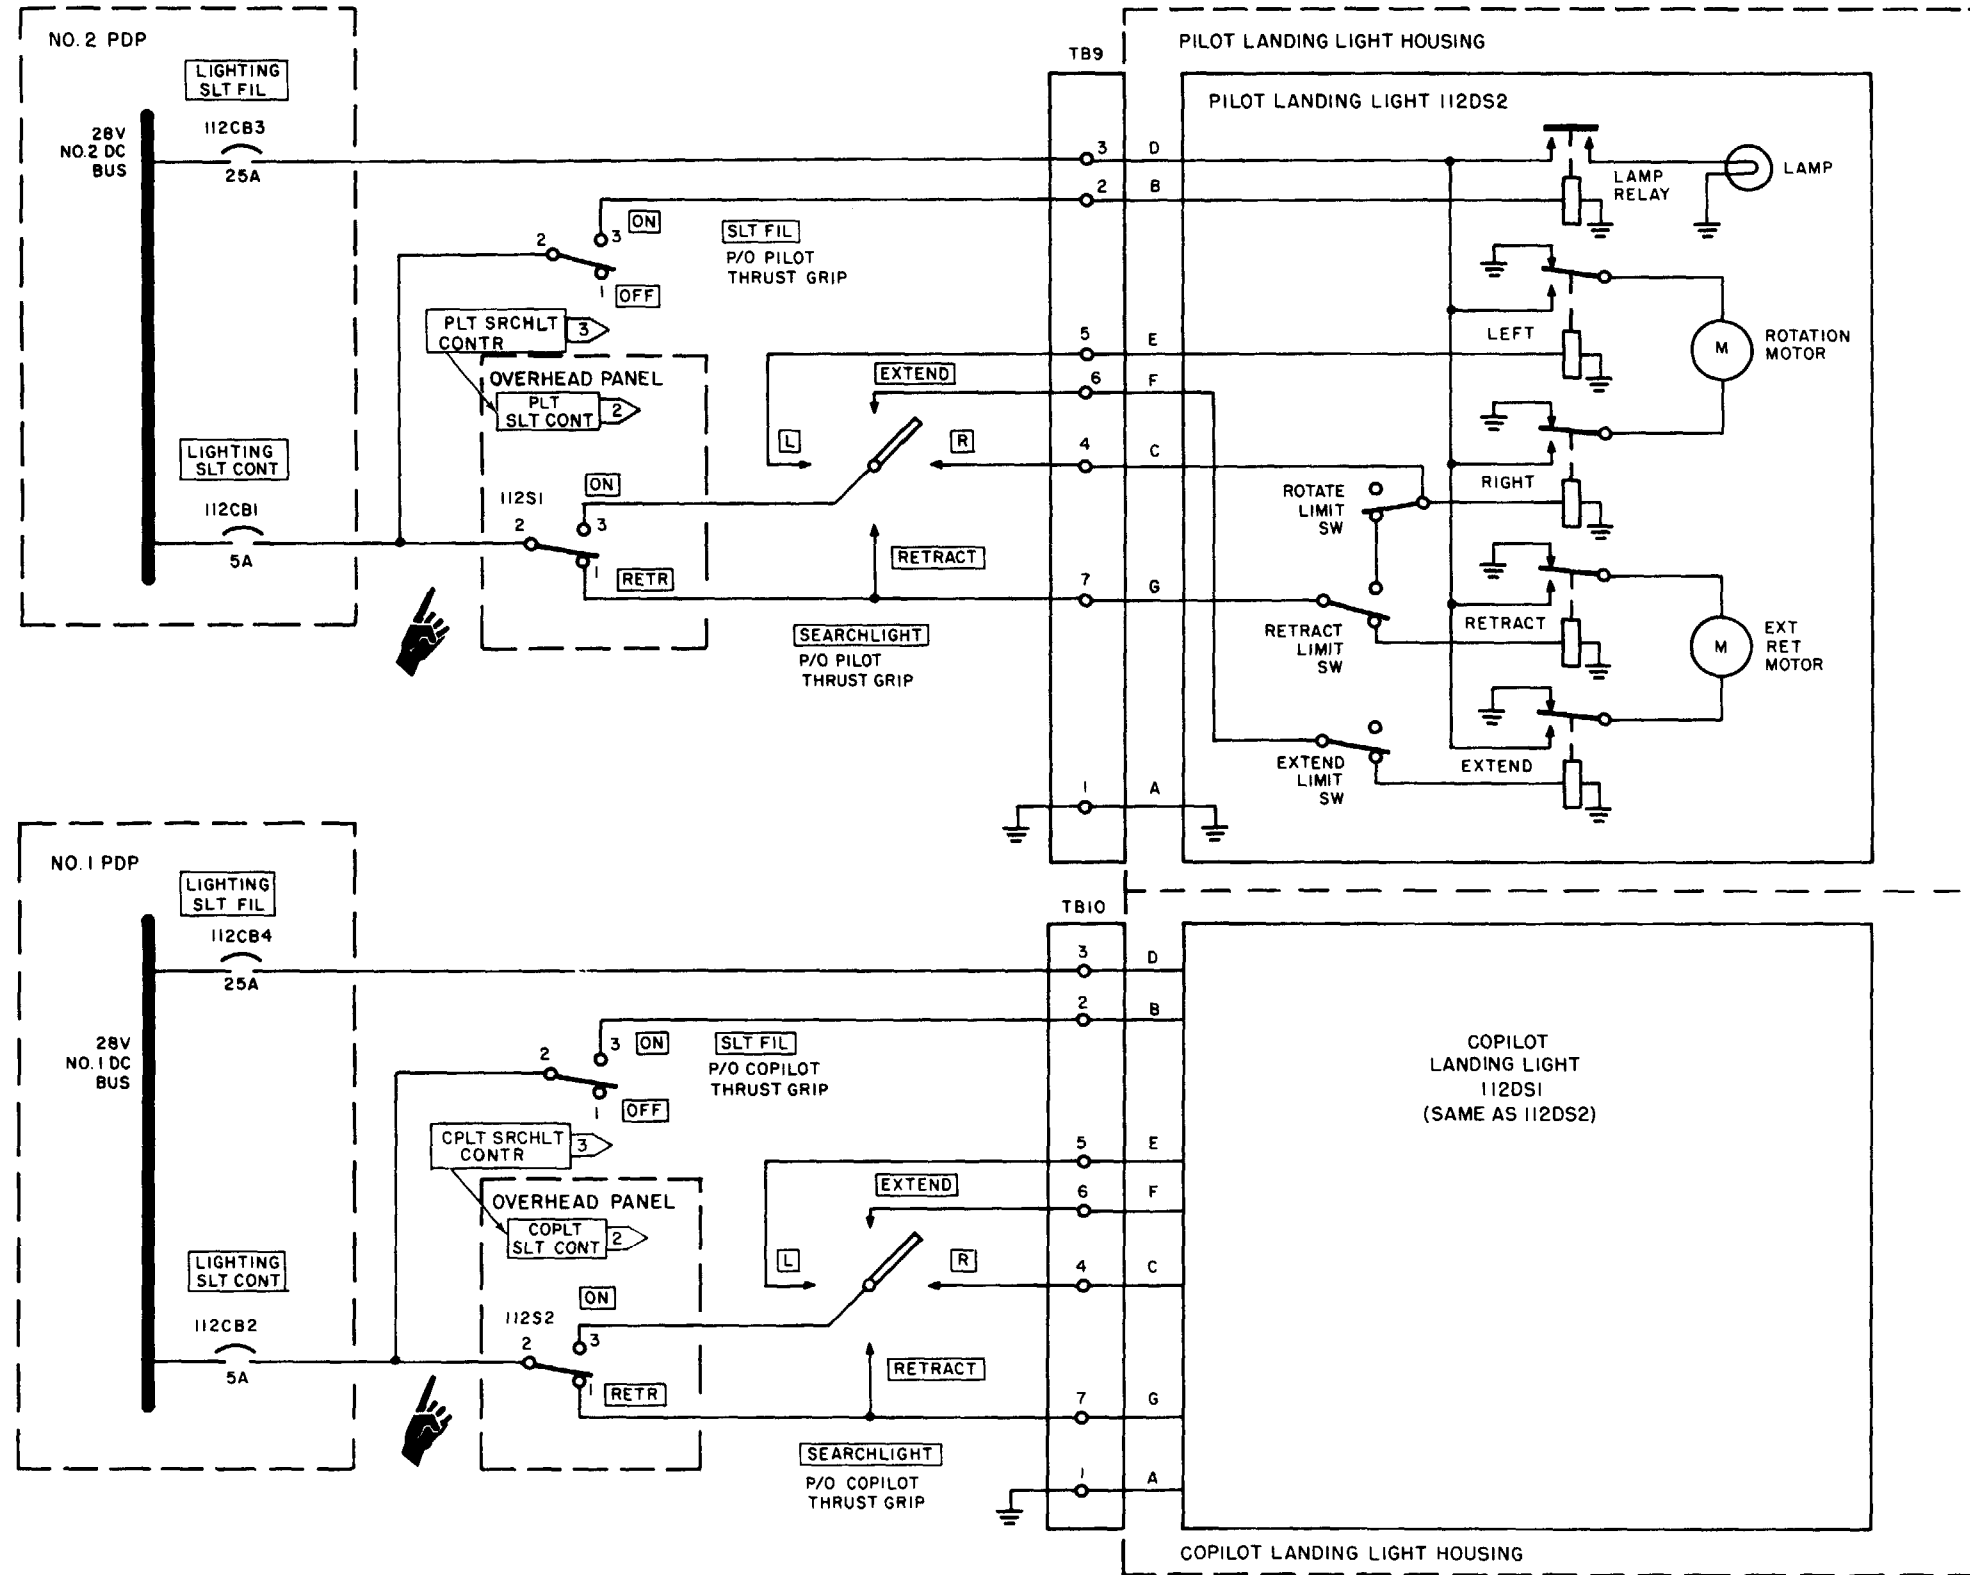 NO. 2 PDP
LIGHTING
SLT FIL
112CB3
25A
28V
NO.2 DC
BUS
LIGHTING
SLT CONT
112CB1
5A
2
3
ON
1
OFF
SLT FIL
P/O PILOT
THRUST GRIP
PLT SRCHLT
CONTR
3
OVERHEAD PANEL
PLT
SLT CONT
2
112S1
ON
2
3
1
RETR
EXTEND
L
R
RETRACT
SEARCHLIGHT
P/O PILOT
THRUST GRIP
TB9
3
D
2
B
5
E
6
F
4
C
7
G
1
A
PILOT LANDING LIGHT HOUSING
PILOT LANDING LIGHT 112DS2
LAMP
RELAY
LAMP
LEFT
ROTATION
MOTOR
M
RIGHT
ROTATE
LIMIT
SW
RETRACT
LIMIT
SW
RETRACT
M
EXT
RET
MOTOR
EXTEND
LIMIT
SW
EXTEND
NO. 1 PDP
LIGHTING
SLT FIL
112CB4
25A
28V
NO. 1 DC
BUS
LIGHTING
SLT CONT
112CB2
5A
2
3
ON
1
OFF
SLT FIL
P/O COPILOT
THRUST GRIP
CPLT SRCHLT
CONTR
3
OVERHEAD PANEL
COPLT
SLT CONT
2
112S2
ON
2
3
1
RETR
EXTEND
L
R
RETRACT
SEARCHLIGHT
P/O COPILOT
THRUST GRIP
TB10
3
D
2
B
5
E
6
F
4
C
7
G
1
A
COPILOT
LANDING LIGHT
112DS1
(SAME AS 112DS2)
COPILOT LANDING LIGHT HOUSING